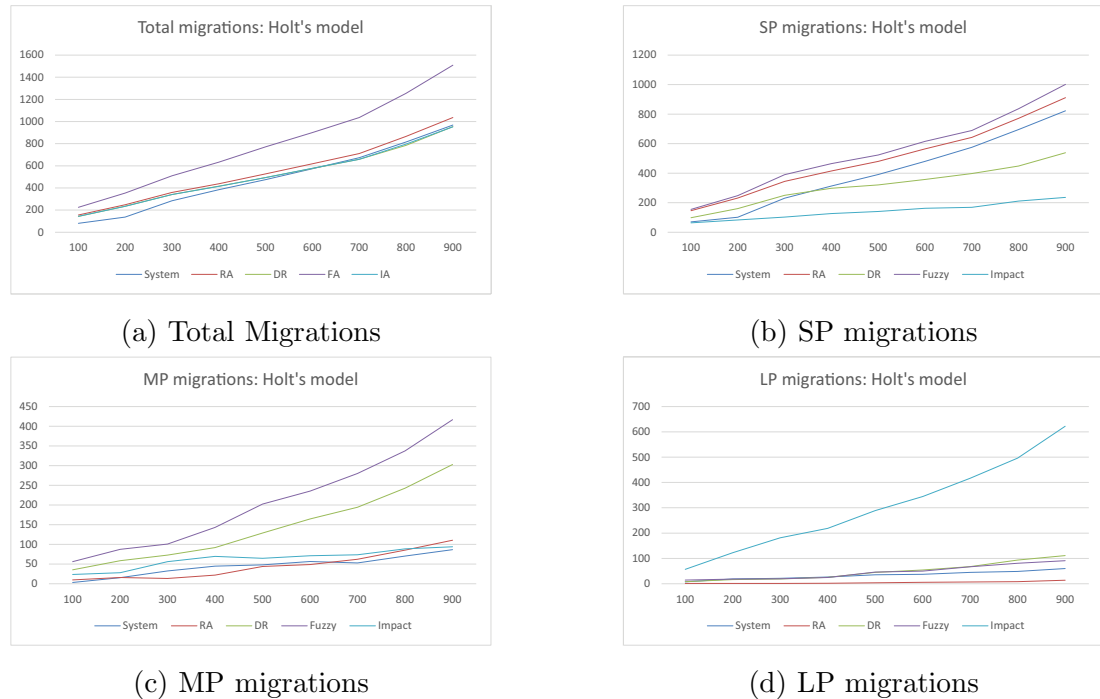 Total migrations: Holt's model
1600
1400
1200
1000
800
600
400
200
0
100 200 300 400 500 600 700 800 900
System RA DR FA IA
(a) Total Migrations
SP migrations: Holt's model
1200
1000
800
600
400
200
0
100 200 300 400 500 600 700 800 900
System RA DR Fuzzy Impact
(b) SP migrations
MP migrations: Holt's model
450
400
350
300
250
200
150
100
50
0
100 200 300 400 500 600 700 800 900
System RA DR Fuzzy Impact
(c) MP migrations
LP migrations: Holt's model
700
600
500
400
300
200
100
0
100 200 300 400 500 600 700 800 900
System RA DR Fuzzy Impact
(d) LP migrations